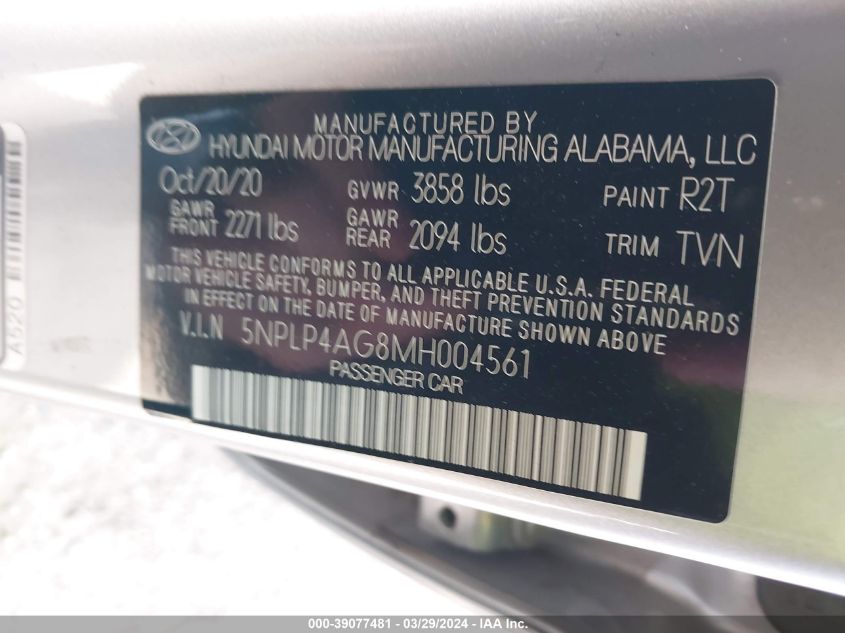 MANUFACTURED BY
HYUNDAI MOTOR MANUFACTURING ALABAMA, LLC
Oct/20/20 GVWR 3858 lbs PAINT R2T
GAWR FRONT 2271 lbs GAWR REAR 2094 lbs TRIM TVN
THIS VEHICLE CONFORMS TO ALL APPLICABLE U.S.A. FEDERAL
MOTOR VEHICLE SAFETY, BUMPER, AND THEFT PREVENTION STANDARDS
IN EFFECT ON THE DATE OF MANUFACTURE SHOWN ABOVE
V.I.N 5NPLP4AG8MH004561
PASSENGER CAR
A520
000-39077481 - 03/29/2024 - IAA Inc.